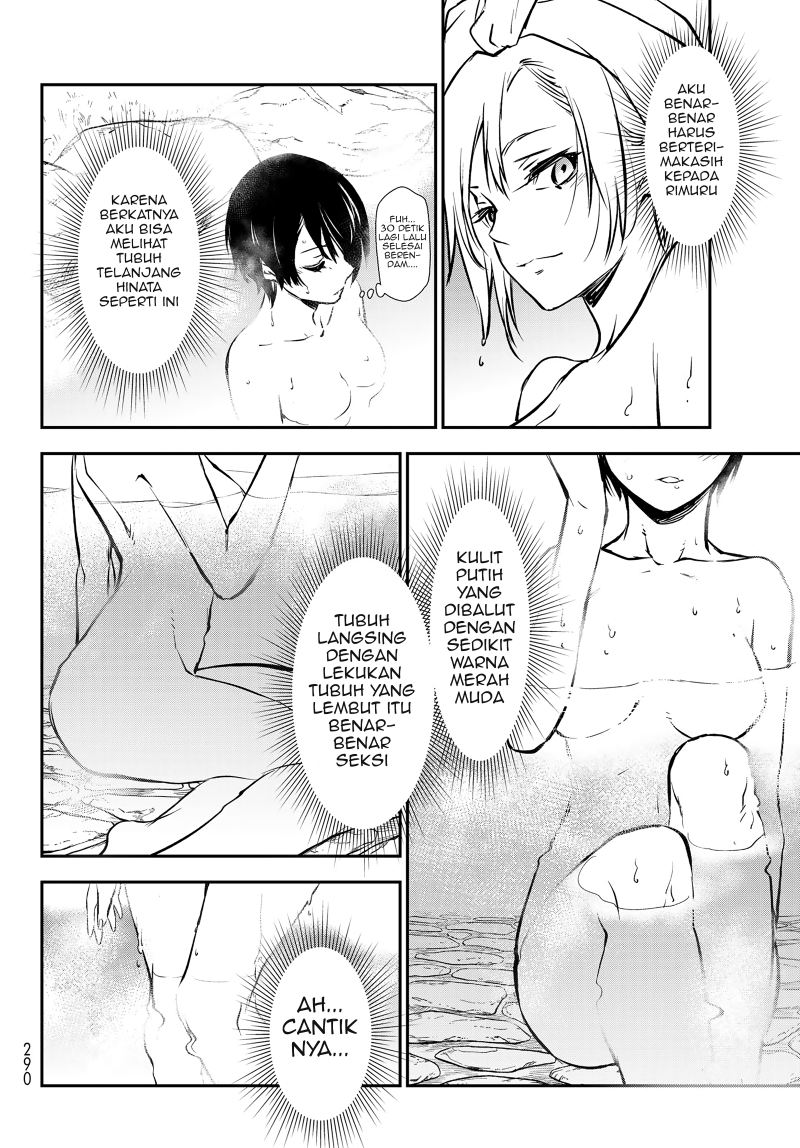 AKU
BENAR-
BENAR
HARUS
BERTERI-
MAKASIH
KEPADA
RIMURU
FUH...
30 DETIK
LAGI LALU
SELESAI
BEREN-
DAM....
KARENA
BERKATNYA
AKU BISA
MELIHAT
TUBUH
TELANJANG
HINATA
SEPERTI INI
KULIT
PUTIH
YANG
DIBALUT
DENGAN
SEDIKIT
WARNA
MERAH
MUDA
TUBUH
LANGSING
DENGAN
LEKUKAN
TUBUH YANG
LEMBUT ITU
BENAR-
BENAR
SEKSI
AH...
CANTIK
NYA...
290